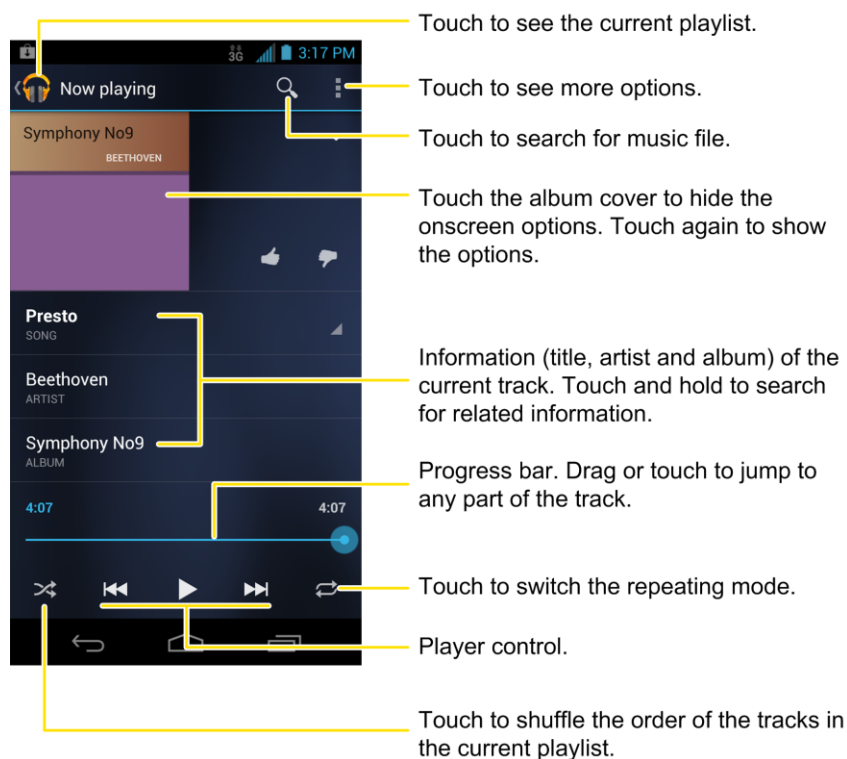 Touch to see the current playlist.
3G 3:17 PM
Now playing
Touch to see more options.
Touch to search for music file.
Symphony No9
BEETHOVEN
Touch the album cover to hide the
onscreen options. Touch again to show
the options.
Presto
SONG
Beethoven
ARTIST
Symphony No9
ALBUM
Information (title, artist and album) of the
current track. Touch and hold to search
for related information.
Progress bar. Drag or touch to jump to
any part of the track.
4:07 4:07
Touch to switch the repeating mode.
Player control.
Touch to shuffle the order of the tracks in
the current playlist.